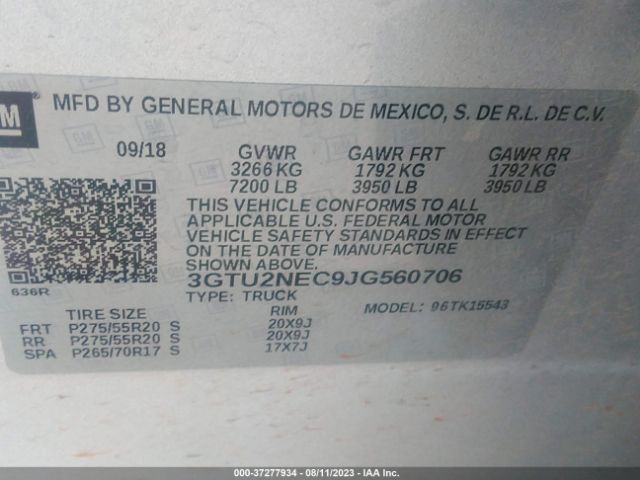 GM
MFD BY GENERAL MOTORS DE MEXICO, S. DE R.L. DE C.V.
09/18 GVWR GAWR FRT GAWR RR
3266 KG 1792 KG 1792 KG
7200 LB 3950 LB 3950 LB
THIS VEHICLE CONFORMS TO ALL
APPLICABLE U.S. FEDERAL MOTOR
VEHICLE SAFETY STANDARDS IN
EFFECT ON THE DATE OF MANUFACTURE
SHOWN ABOVE.
636R
3GTU2NEC9JG560706
TYPE: TRUCK MODEL: 96TK15543
TIRE SIZE RIM
FRT P275/55R20 S 20X9J
RR P275/55R20 S 20X9J
SPA P265/70R17 S 17X7J
000-37277934 - 08/11/2023 - IAA Inc.